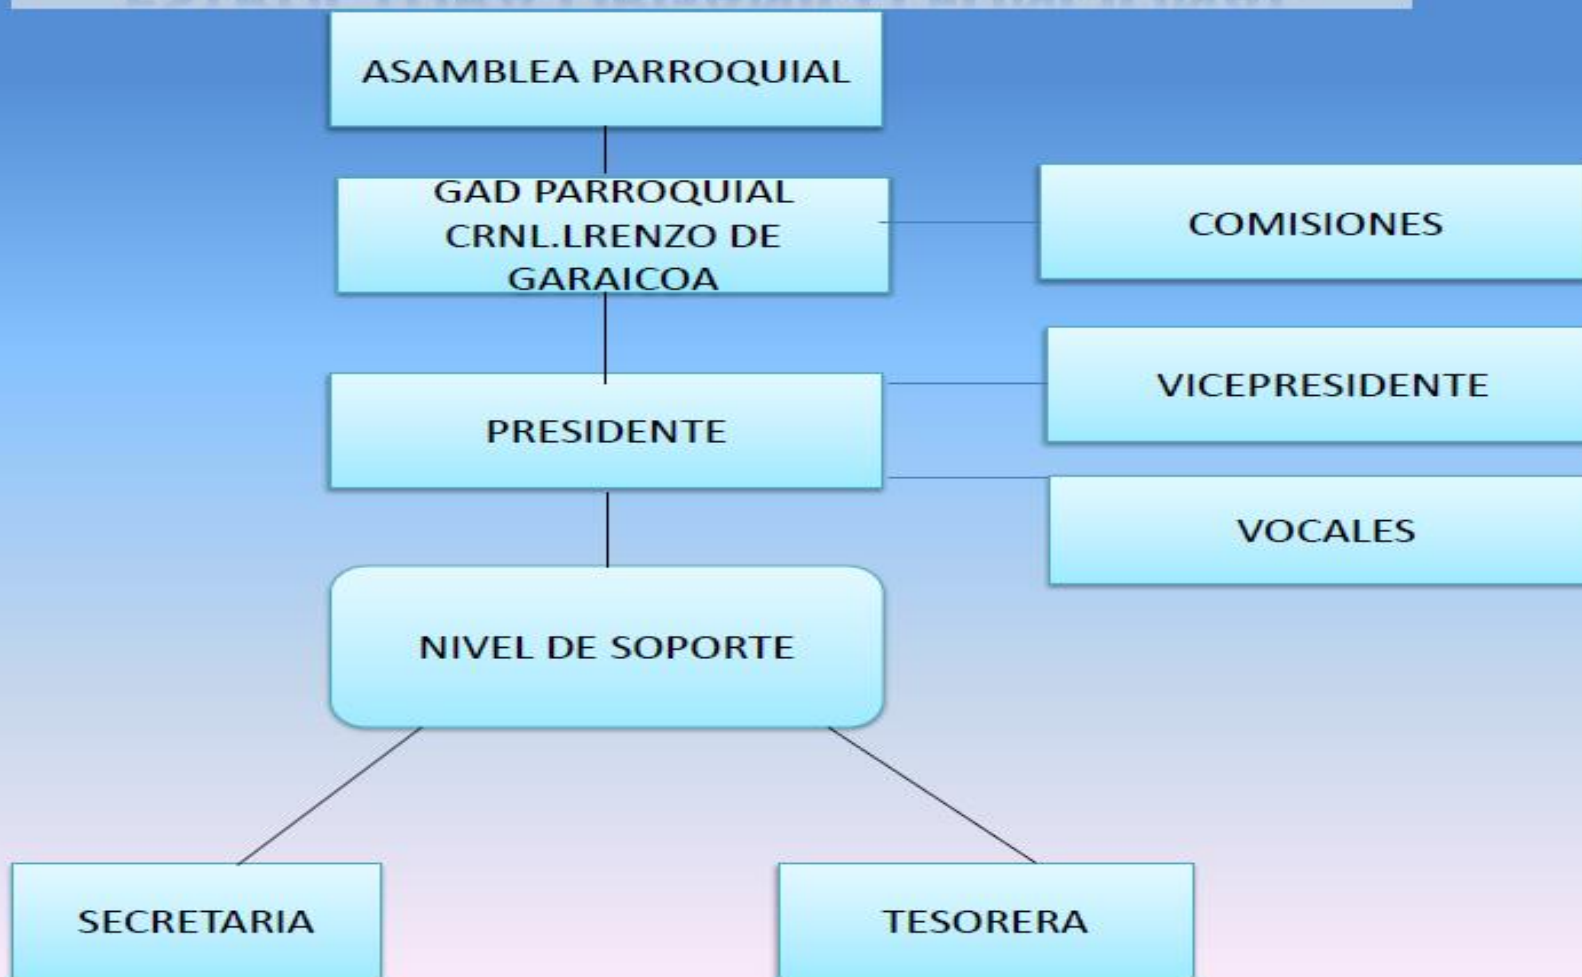 ASAMBLEA PARROQUIAL
GAD PARROQUIAL
CRNL.LRENZO DE
GARAICOA
COMISIONES
PRESIDENTE
VICEPRESIDENTE
VOCALES
NIVEL DE SOPORTE
SECRETARIA
TESORERA